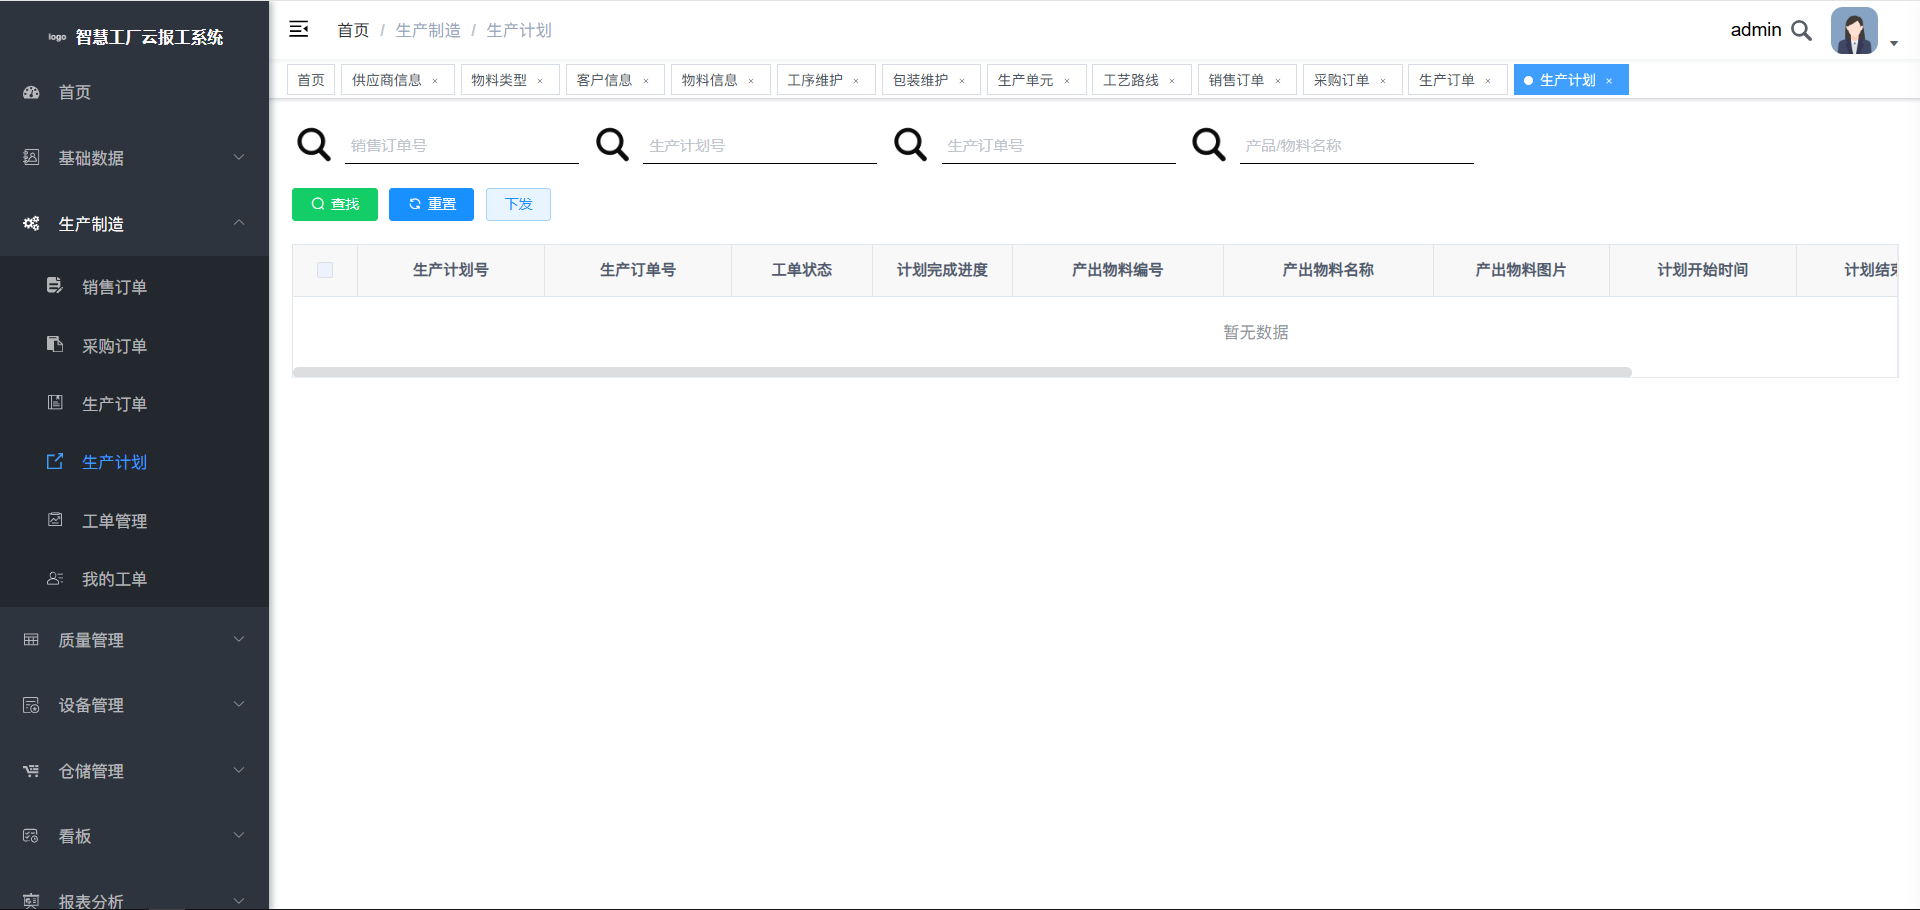 logo 智慧工厂云报工系统
首页 / 生产制造 / 生产计划
admin
首页 供应商信息 × 物料类型 × 客户信息 × 物料信息 × 工序维护 × 包装维护 × 生产单元 × 工艺路线 × 销售订单 × 采购订单 × 生产订单 × 生产计划 ×
首页
基础数据
生产制造
销售订单
采购订单
生产订单
生产计划
工单管理
我的工单
质量管理
设备管理
仓储管理
看板
报表分析
销售订单号 生产计划号 生产订单号 产品/物料名称
查找 重置 下发
生产计划号 生产订单号 工单状态 计划完成进度 产出物料编号 产出物料名称 产出物料图片 计划开始时间 计划结
暂无数据